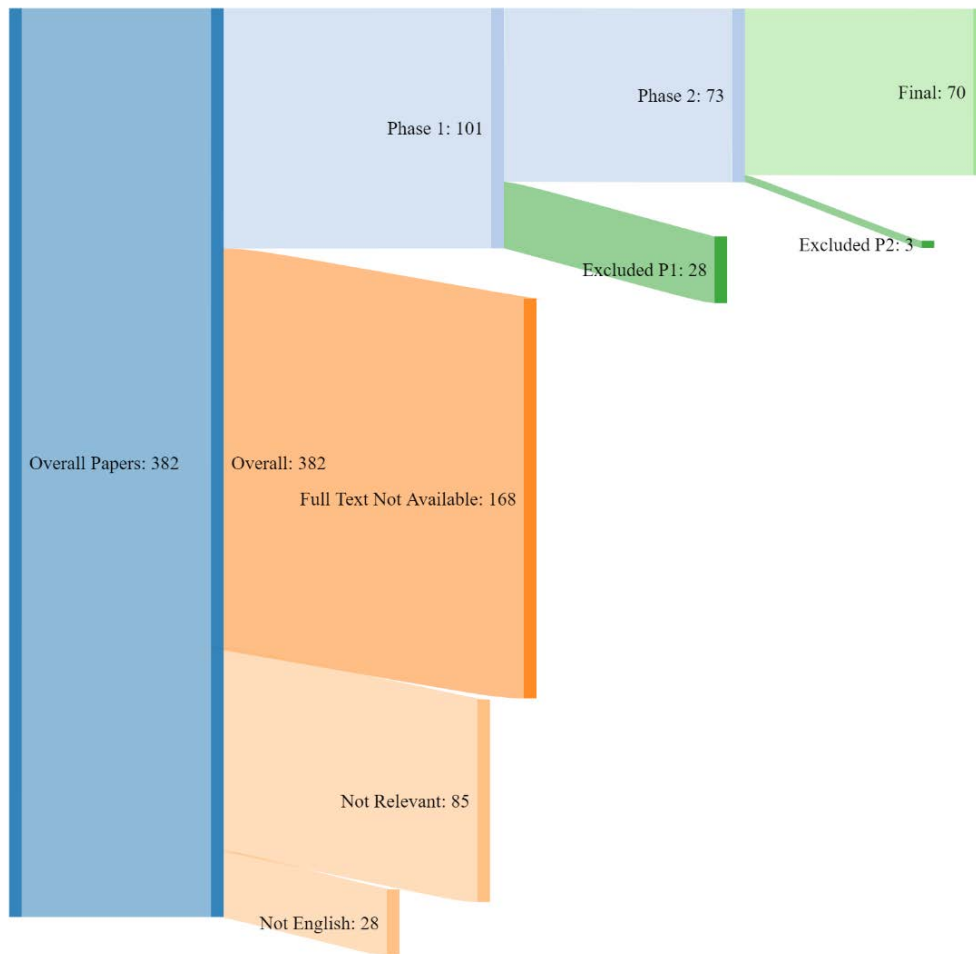 Final: 70
Phase 2: 73
Phase 1: 101
Excluded P2: 3
Excluded P1: 28
Overall Papers: 382
Overall: 382
Full Text Not Available: 168
Not Relevant: 85
Not English: 28